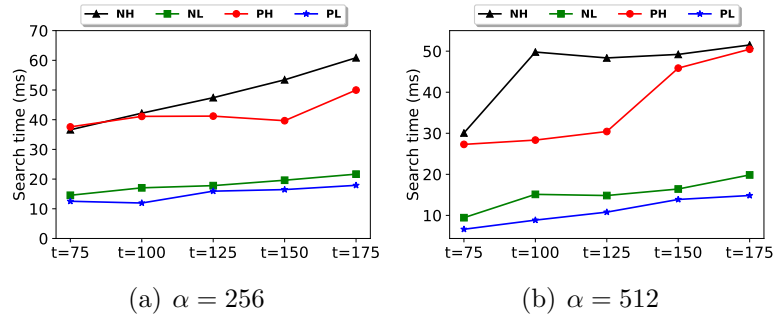 NH NL PH PL
Search time (ms)
70
60
50
40
30
20
10
0
t=75 t=100 t=125 t=150 t=175
(a) α = 256
NH NL PH PL
Search time (ms)
50
40
30
20
10
t=75 t=100 t=125 t=150 t=175
(b) α = 512